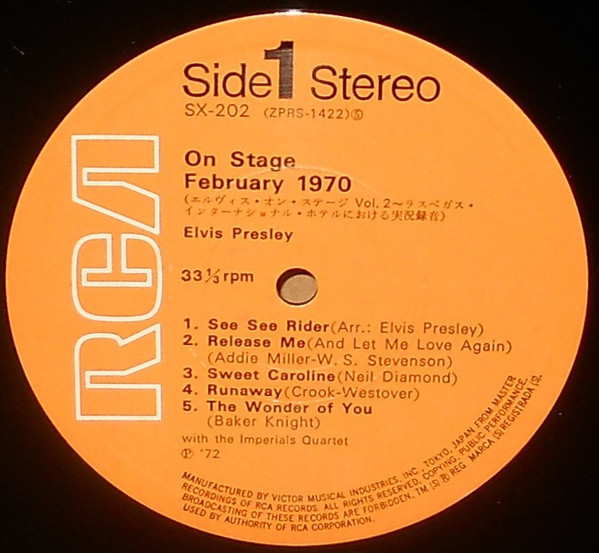 Side 1 Stereo
SX-202 (ZPRS-1422)Ⓢ
RCA
On Stage
February 1970
(エルヴィス・オン・ステージ Vol. 2〜ラスベガス・
インターナショナル・ホテルにおける実況録音)
Elvis Presley
33⅓ rpm
1. See See Rider(Arr.: Elvis Presley)
2. Release Me(And Let Me Love Again)
(Addie Miller-W. S. Stevenson)
3. Sweet Caroline(Neil Diamond)
4. Runaway(Crook-Westover)
5. The Wonder of You
(Baker Knight)
with the Imperials Quartet
Ⓟ '72
MANUFACTURED BY VICTOR MUSICAL INDUSTRIES, INC., TOKYO, JAPAN FROM MASTER
RECORDINGS OF RCA RECORDS. ALL RIGHTS RESERVED, COPYING, PUBLIC PERFORMANCE,
BROADCASTING OF THESE RECORDS ARE FORBIDDEN. TM(S)® REG. MARCA(S)REGISTRADA(S).
USED BY AUTHORITY OF RCA CORPORATION.